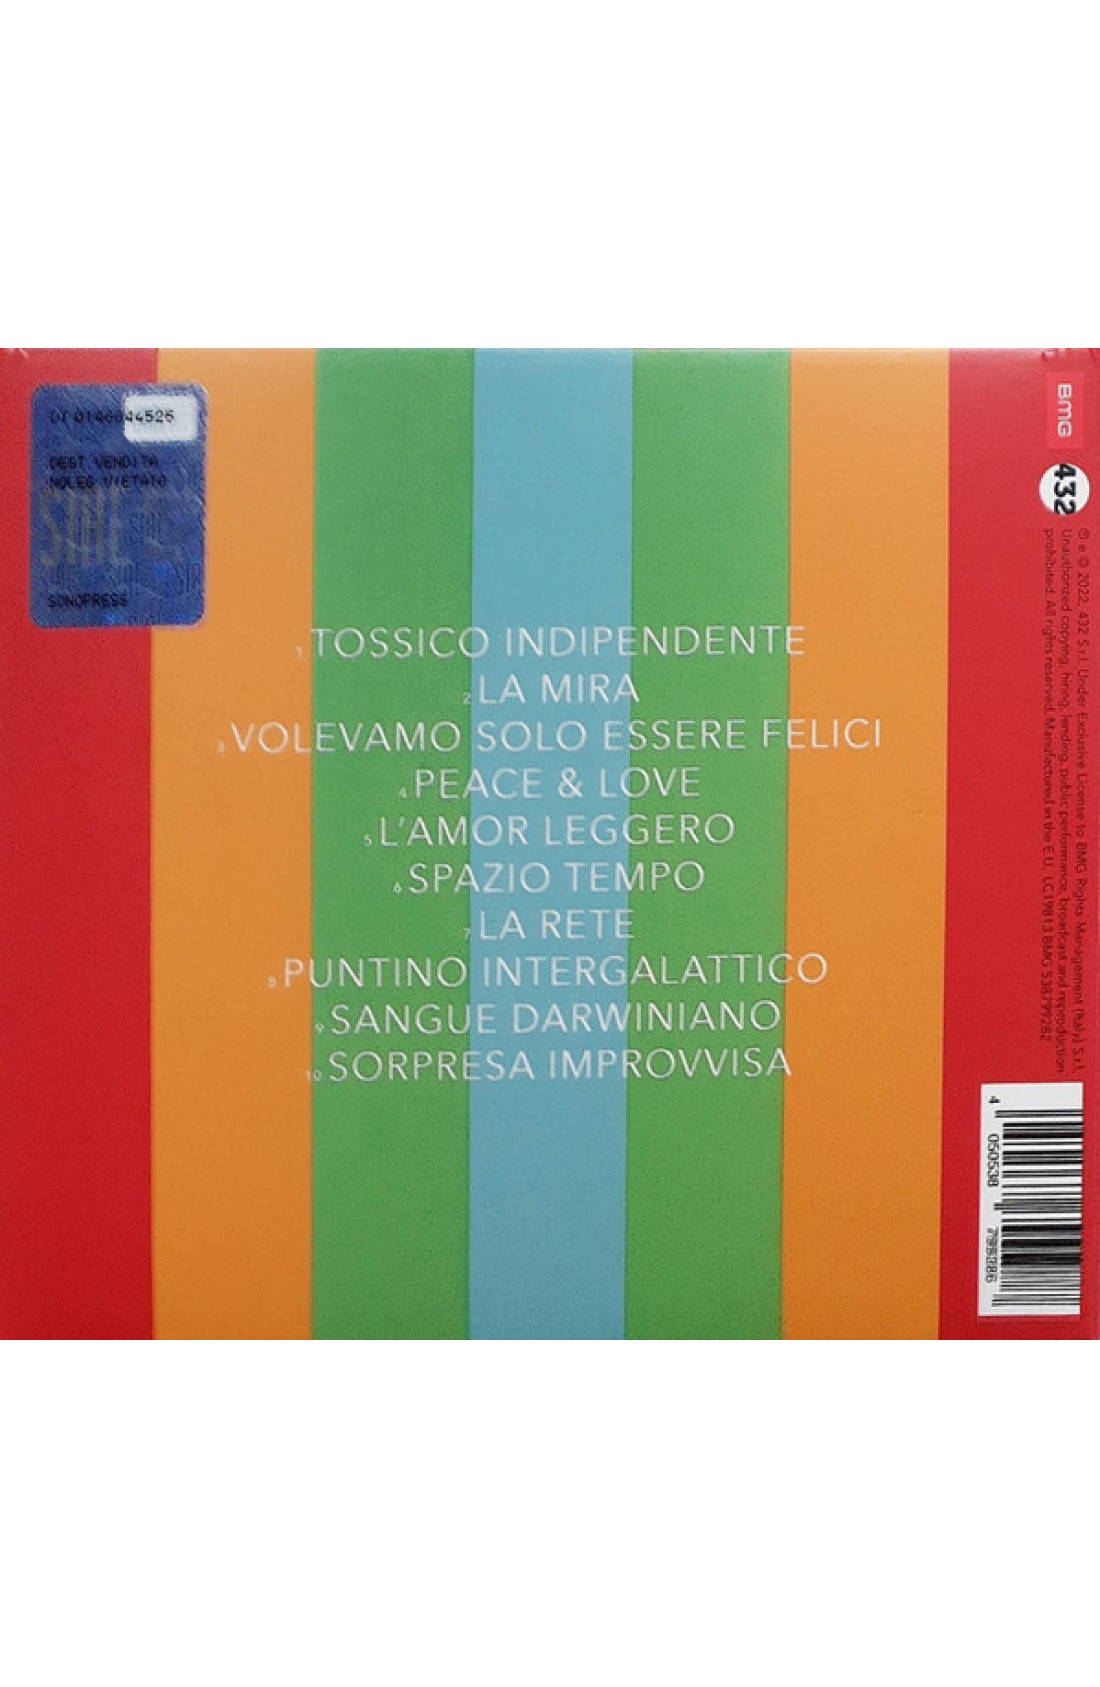 DEST VENDITA
NOLEG VIETATO
SIAE
SONOPRESS
1 TOSSICO INDIPENDENTE
2 LA MIRA
3 VOLEVAMO SOLO ESSERE FELICI
4 PEACE & LOVE
5 L'AMOR LEGGERO
6 SPAZIO TEMPO
7 LA RETE
8 PUNTINO INTERGALATTICO
9 SANGUE DARWINIANO
10 SORPRESA IMPROVVISA
BMG
432
℗ e © 2022, 432 S.r.l. Under Exclusive License to BMG Rights Management (Italy) S.r.l.
Unauthorized copying, hiring, lending, public performance, broadcast and reproduction
prohibited. All rights reserved. Manufactured in the E.U. LC19813 BMG 538799282
4 050538